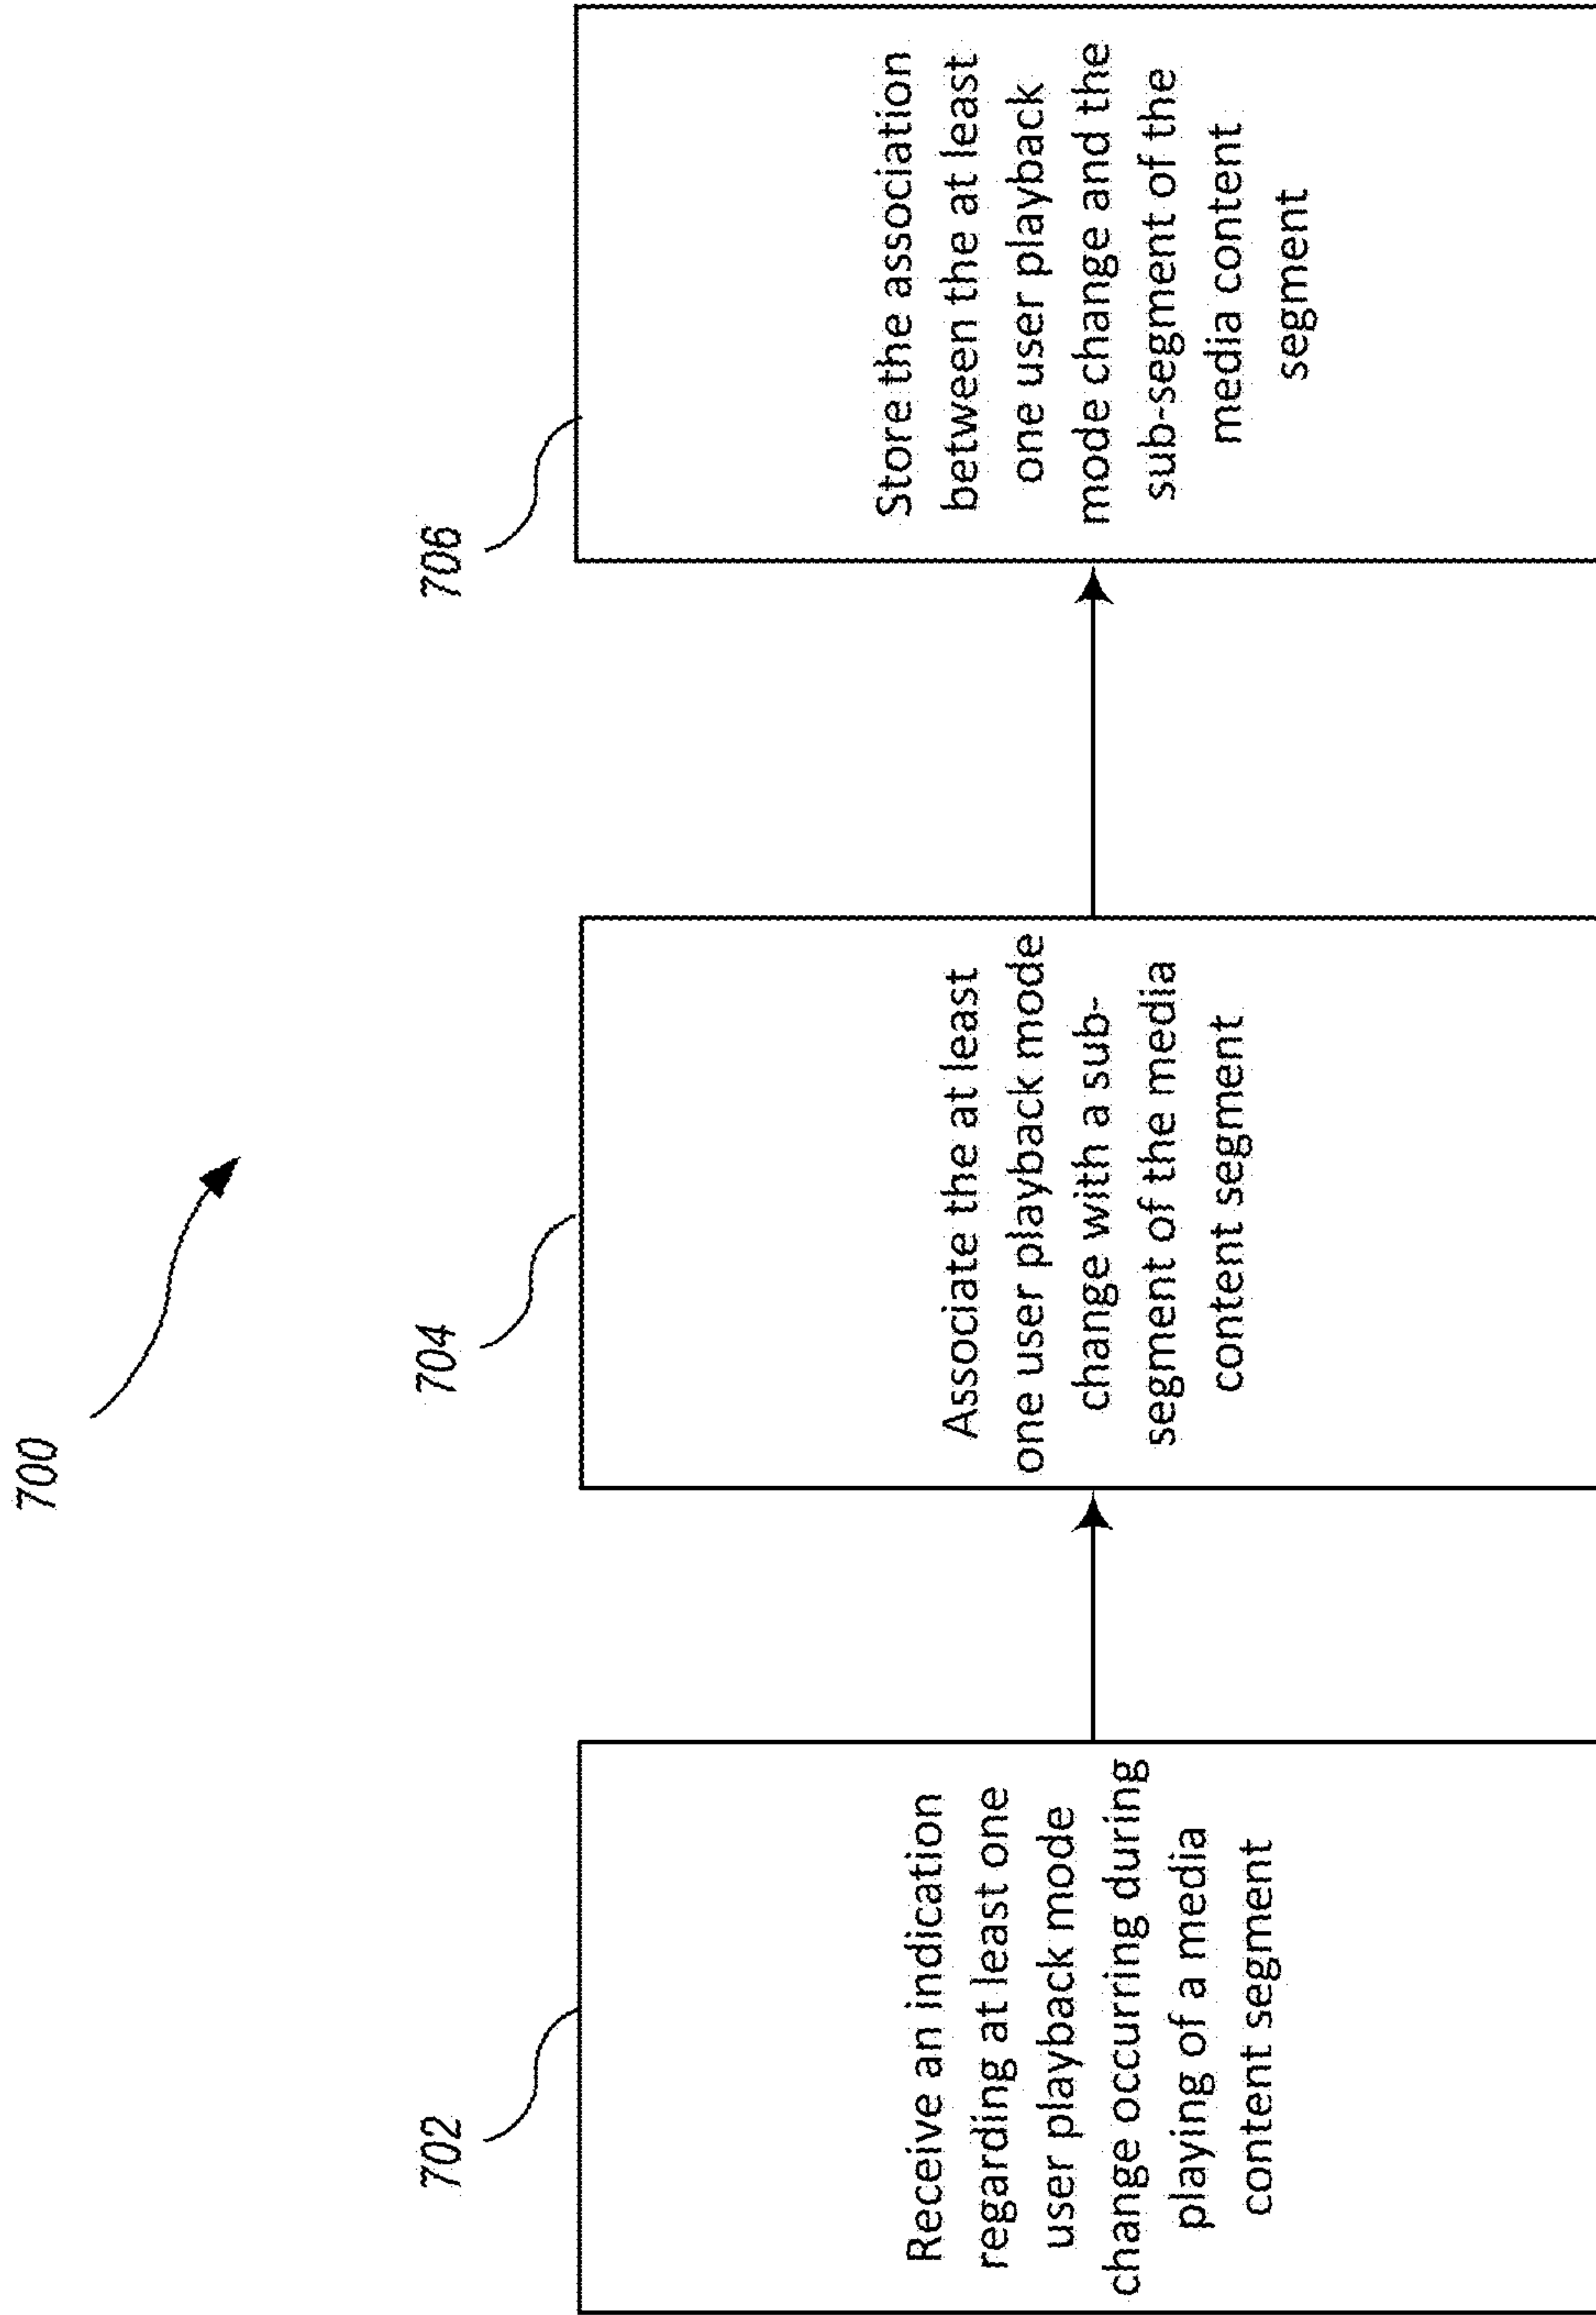 700
702
Receive an indication
regarding at least one
user playback mode
change occurring during
playing of a media
content segment
704
Associate the at least
one user playback mode
change with a sub-
segment of the media
content segment
706
Store the association
between the at least
one user playback
mode change and the
sub-segment of the
media content
segment